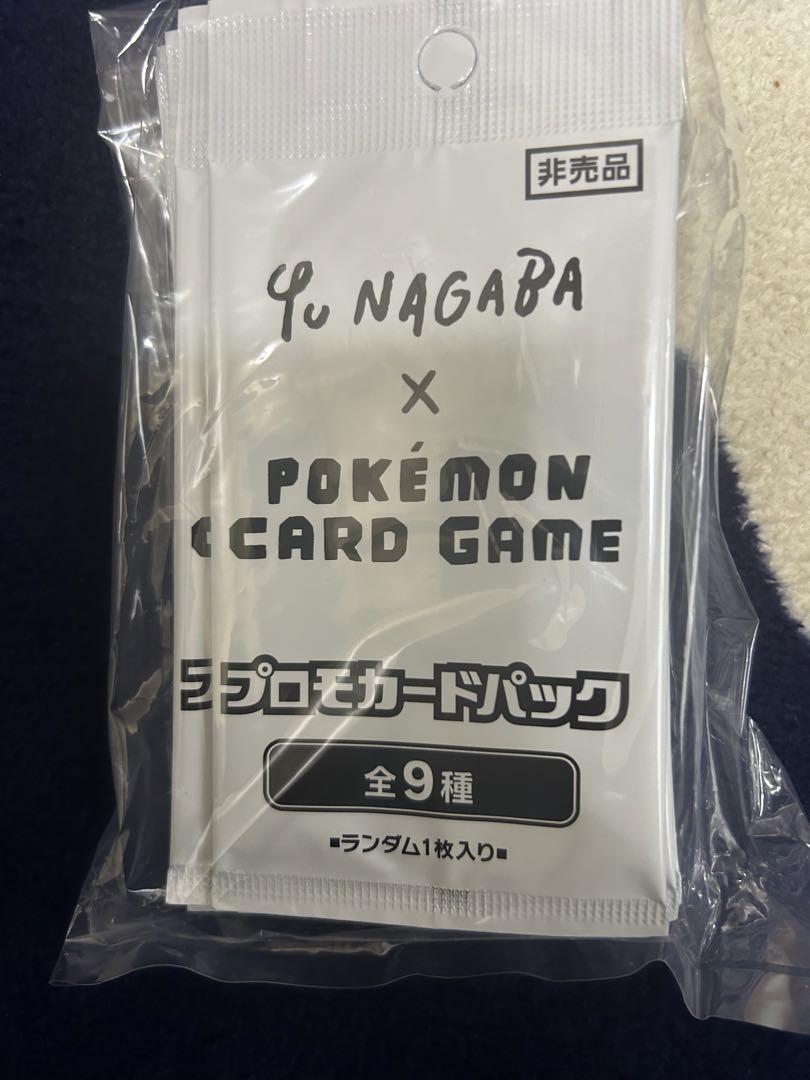 非売品
Yu NAGABA
×
POKÉMON
CARD GAME
プロモカードパック
全9種
■ランダム1枚入り■